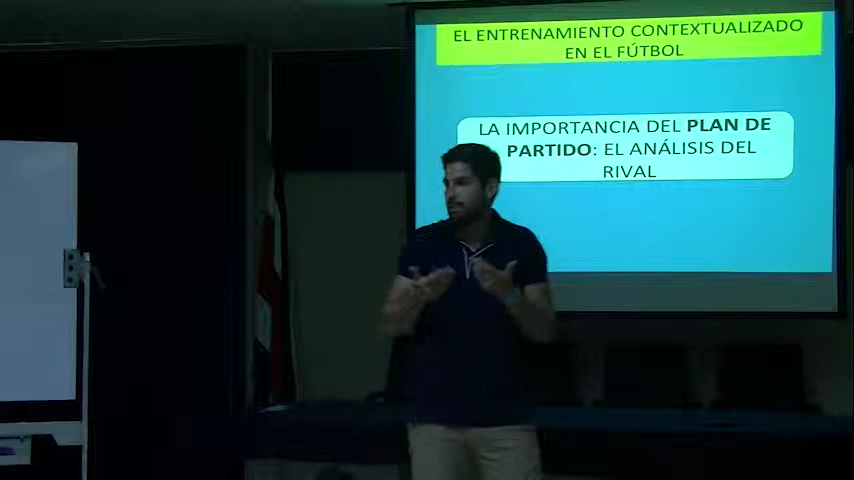 EL ENTRENAMIENTO CONTEXTUALIZADO
EN EL FÚTBOL
LA IMPORTANCIA DEL PLAN DE
PARTIDO: EL ANÁLISIS DEL
RIVAL